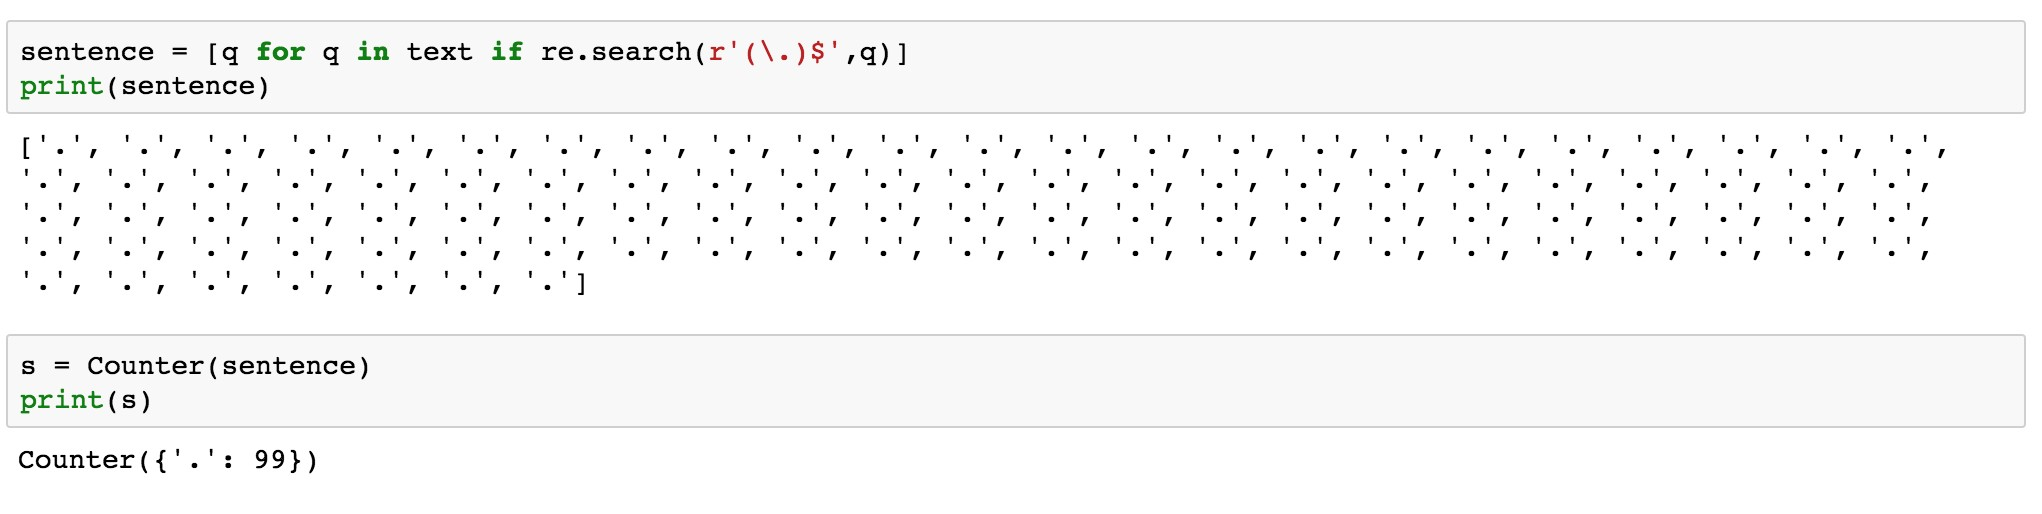 sentence = [q for q in text if re.search(r'(\.)$',q)]
print(sentence)
['.', '.', '.', '.', '.', '.', '.', '.', '.', '.', '.', '.', '.', '.', '.', '.', '.', '.', '.', '.', '.', '.', '.',
'.', '.', '.', '.', '.', '.', '.', '.', '.', '.', '.', '.', '.', '.', '.', '.', '.', '.', '.', '.', '.', '.', '.',
'.', '.', '.', '.', '.', '.', '.', '.', '.', '.', '.', '.', '.', '.', '.', '.', '.', '.', '.', '.', '.', '.', '.',
'.', '.', '.', '.', '.', '.', '.', '.', '.', '.', '.', '.', '.', '.', '.', '.', '.', '.', '.', '.', '.', '.', '.',
'.', '.', '.', '.', '.', '.', '.']
s = Counter(sentence)
print(s)
Counter({'.': 99})